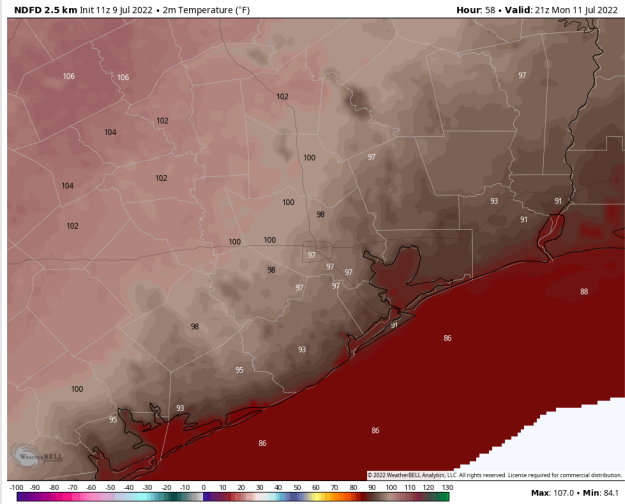 NDFD 2.5 km Init 11z 9 Jul 2022 • 2m Temperature (°F)
Hour: 58 • Valid: 21z Mon 11 Jul 2022
106 106 97
102
102
104
100 97
104 102
93 91
100
98 91
102
100 100
97
98 97 97
97 97
88
98 91
93 86
95
100
93
95
86 86
WEATHERBELL
© 2022 WeatherBELL Analytics, LLC. All rights reserved. License required for commercial distribution.
-100 -90 -80 -70 -60 -50 -40 -30 -20 -10 0 10 20 30 40 50 60 70 80 90 100 110 120 130
Max: 107.0 • Min: 84.1